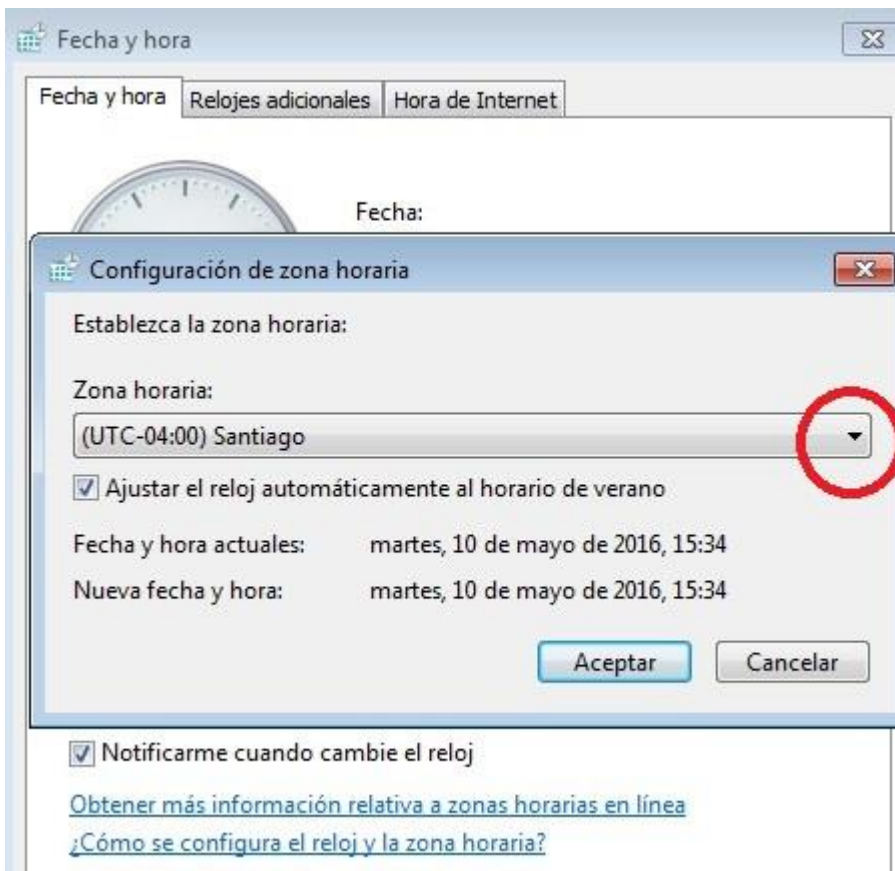 Fecha y hora
Fecha y hora Relojes adicionales Hora de Internet
Fecha:
Configuración de zona horaria
Establezca la zona horaria:
Zona horaria:
(UTC-04:00) Santiago
Ajustar el reloj automáticamente al horario de verano
Fecha y hora actuales: martes, 10 de mayo de 2016, 15:34
Nueva fecha y hora: martes, 10 de mayo de 2016, 15:34
Aceptar Cancelar
Notificarme cuando cambie el reloj
Obtener más información relativa a zonas horarias en línea
¿Cómo se configura el reloj y la zona horaria?